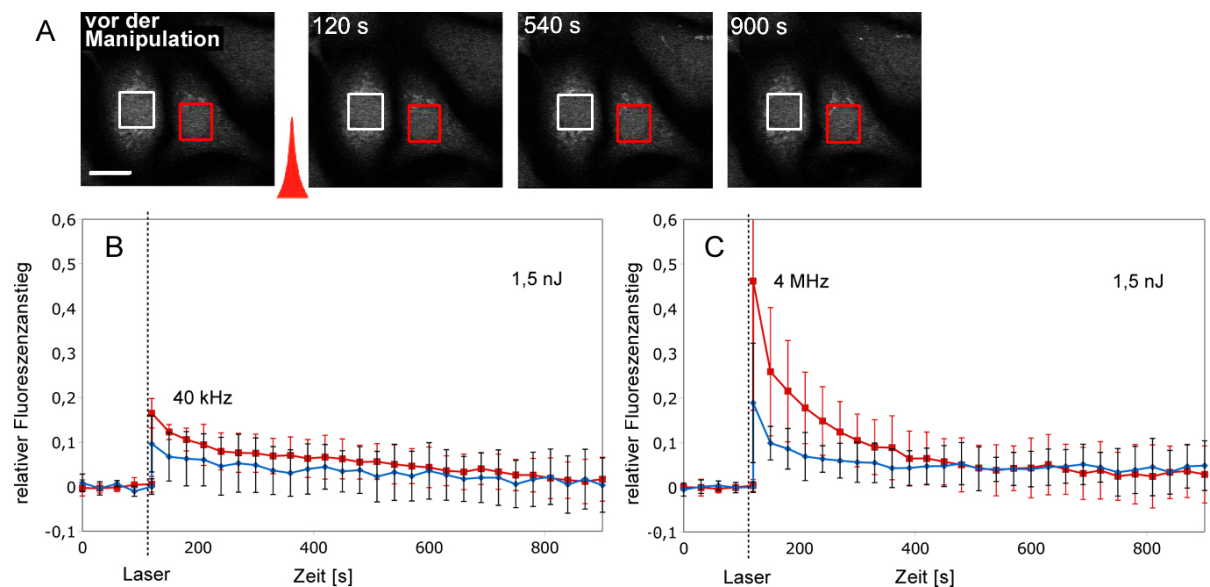 A
vor der
Manipulation
120 s
540 s
900 s
B
0,6
0,5
0,4
0,3
0,2
0,1
0
-0,1
relativer Fluoreszenzanstieg
1,5 nJ
40 kHz
0 200 400 600 800
Laser Zeit [s]
C
0,6
0,5
0,4
0,3
0,2
0,1
0
-0,1
relativer Fluoreszenzanstieg
4 MHz 1,5 nJ
0 200 400 600 800
Laser Zeit [s]